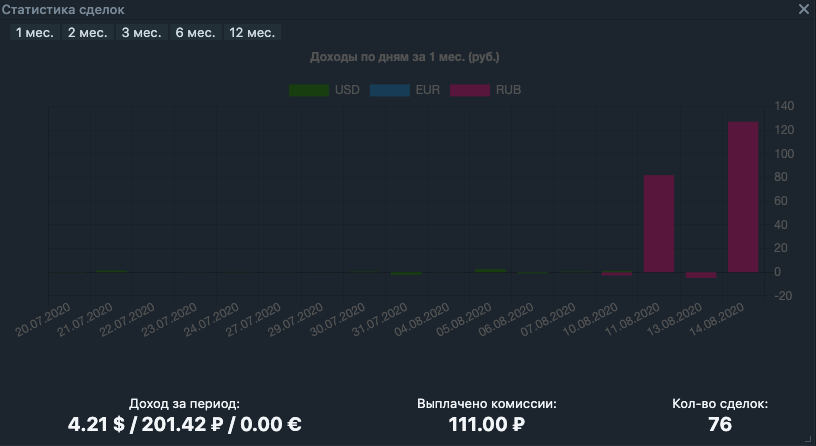 Статистика сделок
1 мес. 2 мес. 3 мес. 6 мес. 12 мес.
Доходы по дням за 1 мес. (руб.)
USD EUR RUB
140
120
100
80
60
40
20
0
-20
20.07.2020 21.07.2020 22.07.2020 23.07.2020 24.07.2020 27.07.2020 29.07.2020 30.07.2020 31.07.2020 04.08.2020 05.08.2020 06.08.2020 07.08.2020 10.08.2020 11.08.2020 13.08.2020 14.08.2020
Доход за период: Выплачено комиссии: Кол-во сделок:
4.21 $ / 201.42 ₽ / 0.00 € 111.00 ₽ 76